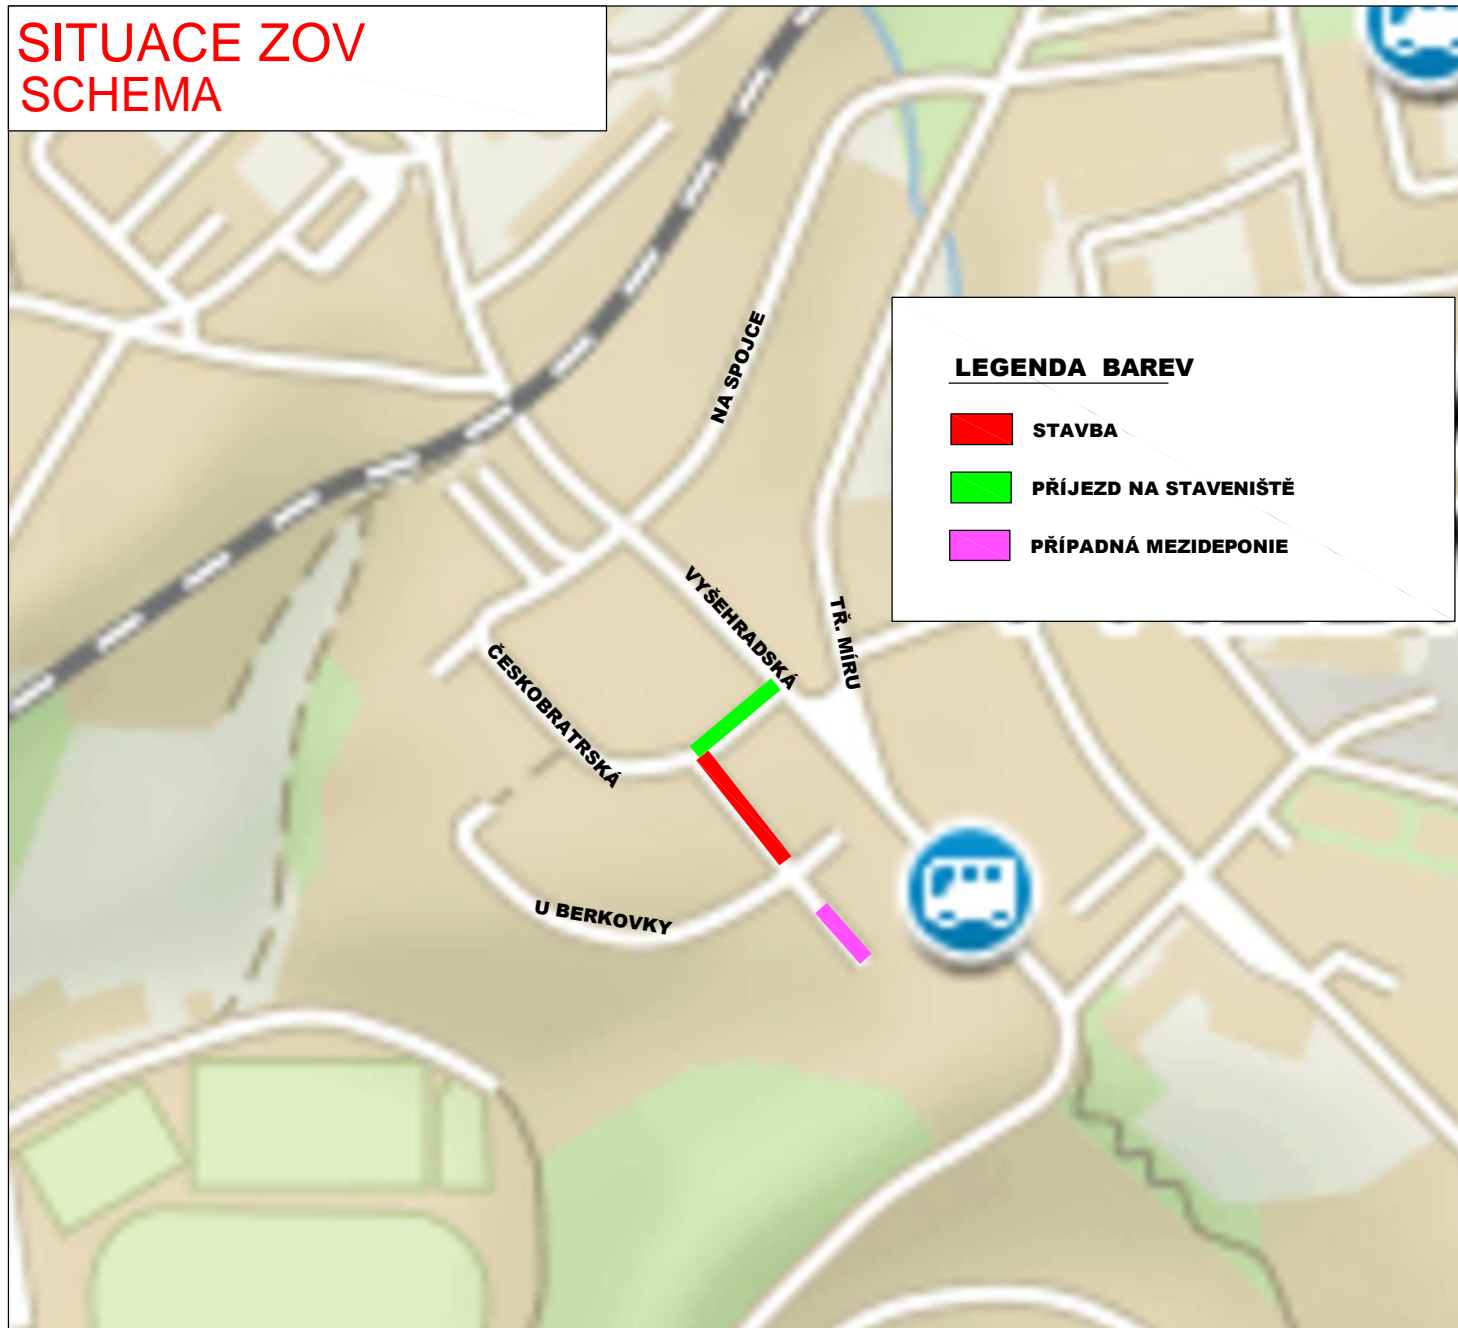 SITUACE ZOV
SCHEMA
LEGENDA BAREV
STAVBA
PŘÍJEZD NA STAVENIŠTĚ
PŘÍPADNÁ MEZIDEPONIE
NA SPOJCE
VYŠEHRADSKÁ
TŘ. MÍRU
ČESKOBRATRSKÁ
U BERKOVKY